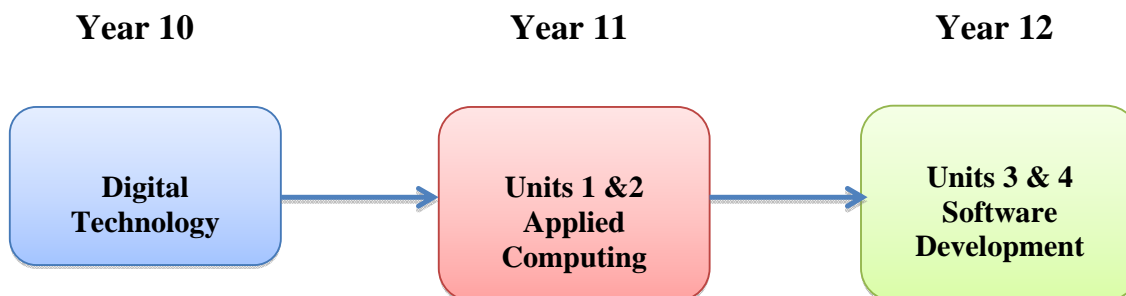 Year 10
Year 11
Year 12
Digital
Technology
Units 1 &2
Applied
Computing
Units 3 & 4
Software
Development